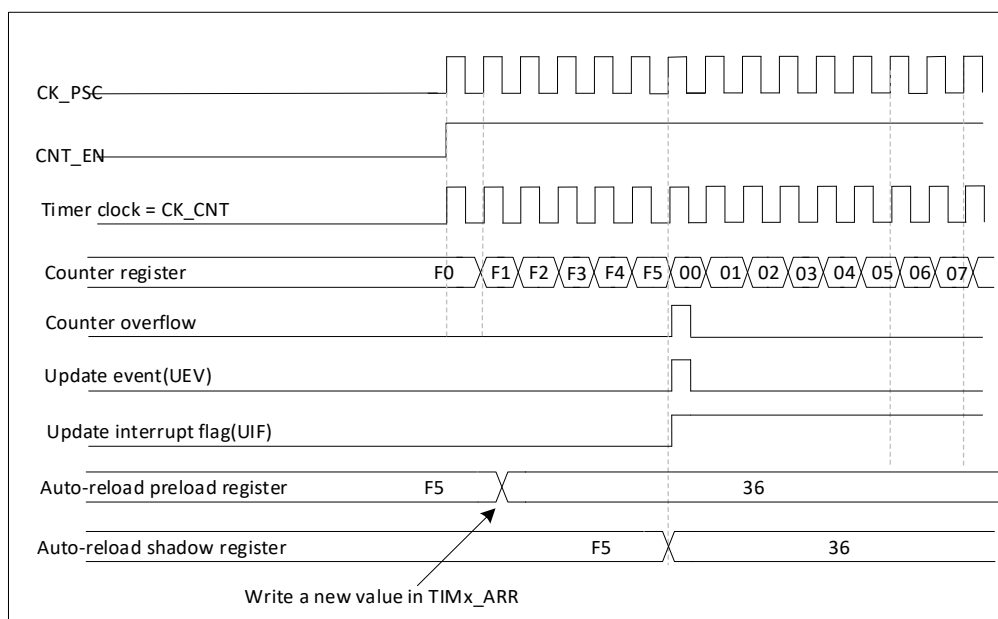 CK_PSC
CNT_EN
Timer clock = CK_CNT
Counter register F0 F1 F2 F3 F4 F5 00 01 02 03 04 05 06 07
Counter overflow
Update event(UEV)
Update interrupt flag(UIF)
Auto-reload preload register F5 36
Auto-reload shadow register F5 36
Write a new value in TIMx_ARR